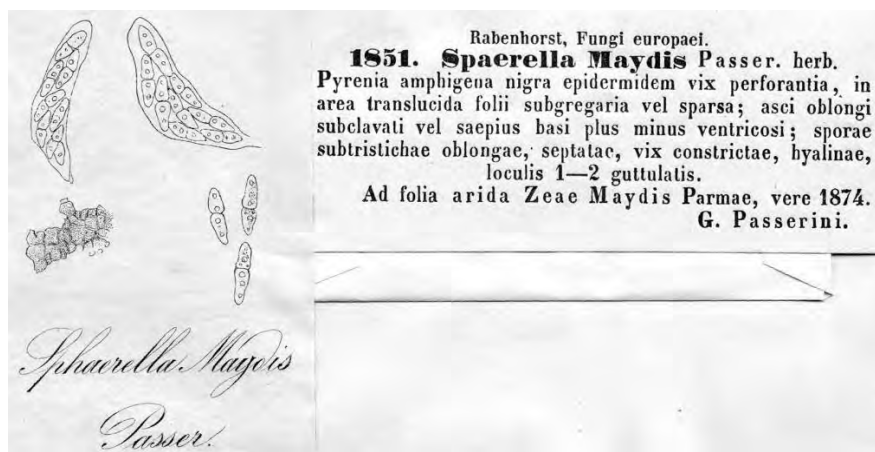 Rabenhorst, Fungi europaei.
1851. Spaerella Maydis Passer. herb.
Pyrenia amphigena nigra epidermidem vix perforantia, in
area translucida folii subgregaria vel sparsa; asci oblongi
subclavati vel saepius basi plus minus ventricosi; sporae
subtristichae oblongae, septatae, vix constrictae, hyalinae,
loculis 1—2 guttulatis.
Ad folia arida Zeae Maydis Parmae, vere 1874.
G. Passerini.
Sphaerella Maydis
Passer.